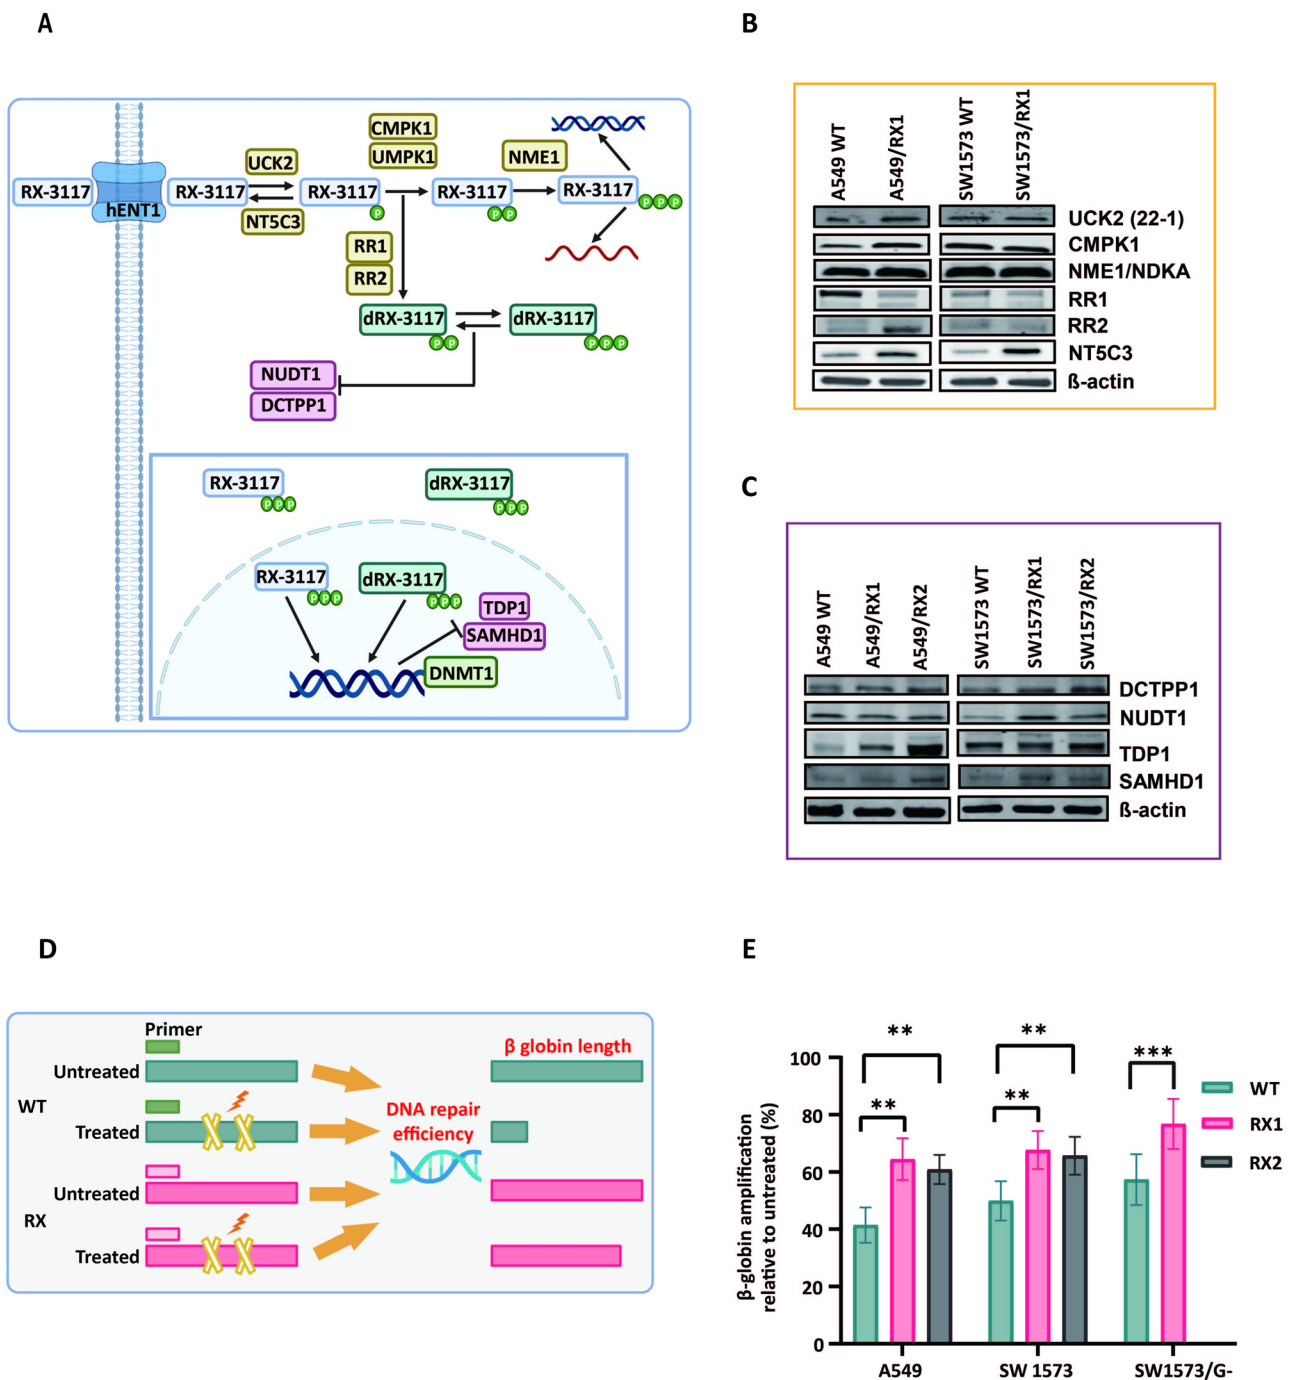 A
RX-3117
hENT1
RX-3117
UCK2
NT5C3
RX-3117
P
CMPK1
UMPK1
RX-3117
P P
NME1
RX-3117
P P P
RR1
RR2
dRX-3117
P P
dRX-3117
P P P
NUDT1
DCTPP1
RX-3117
P P P
dRX-3117
P P P
RX-3117
P P P
dRX-3117
P P P
TDP1
SAMHD1
DNMT1
B
A549 WT
A549/RX1
SW1573 WT
SW1573/RX1
UCK2 (22-1)
CMPK1
NME1/NDKA
RR1
RR2
NT5C3
ß-actin
C
A549 WT
A549/RX1
A549/RX2
SW1573 WT
SW1573/RX1
SW1573/RX2
DCTPP1
NUDT1
TDP1
SAMHD1
ß-actin
D
Primer
β globin length
Untreated
WT
Treated
DNA repair
efficiency
Untreated
RX
Treated
E
β-globin amplification
relative to untreated (%)
100
80
60
40
20
0
**
**
**
**
***
WT
RX1
RX2
A549
SW 1573
SW1573/G-